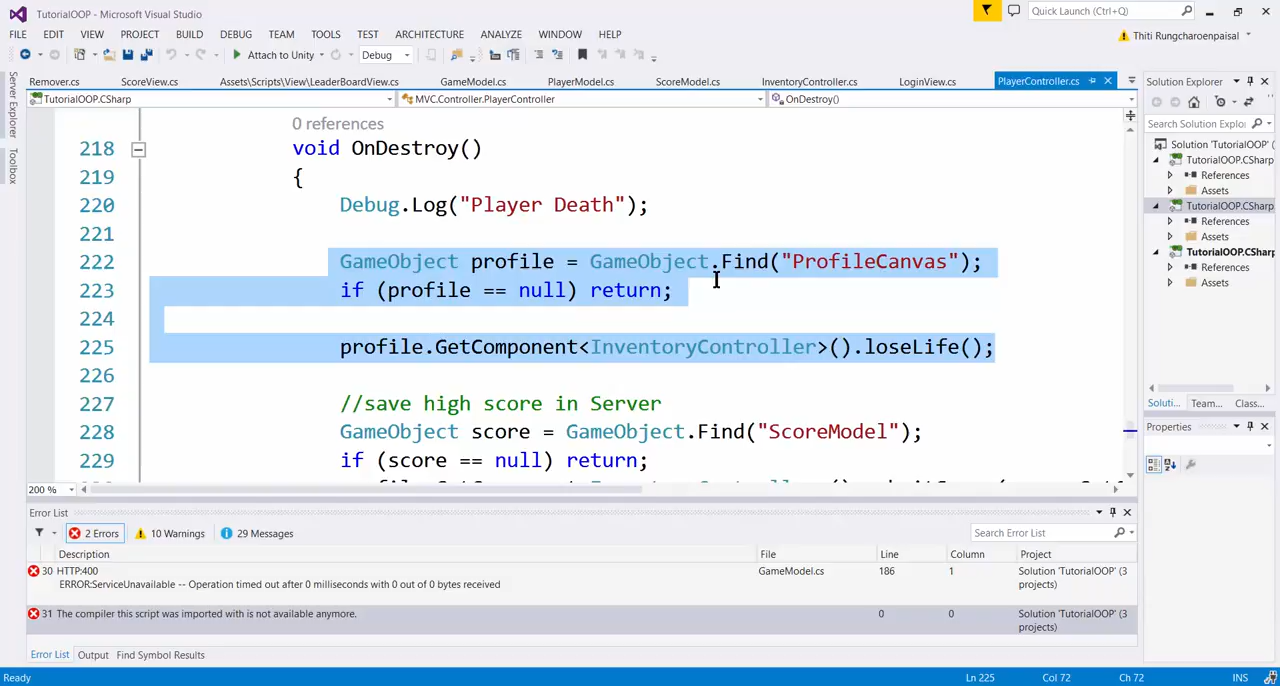 TutorialOOP - Microsoft Visual Studio
Quick Launch (Ctrl+Q)
FILE EDIT VIEW PROJECT BUILD DEBUG TEAM TOOLS TEST ARCHITECTURE ANALYZE WINDOW HELP
Thiti Rungcharoenpaisal
Attach to Unity Debug
Server Explorer
Toolbox
Remover.cs ScoreView.cs Assets\Scripts\View\LeaderBoardView.cs GameModel.cs PlayerModel.cs ScoreModel.cs InventoryController.cs LoginView.cs PlayerController.cs
TutorialOOP.CSharp MVC.Controller.PlayerController OnDestroy()
0 references
218 void OnDestroy()
219 {
220 Debug.Log("Player Death");
221
222 GameObject profile = GameObject.Find("ProfileCanvas");
223 if (profile == null) return;
224
225 profile.GetComponent<InventoryController>().loseLife();
226
227 //save high score in Server
228 GameObject score = GameObject.Find("ScoreModel");
229 if (score == null) return;
200 %
Solution Explorer
Search Solution Explo
Solution 'TutorialOOP' (
TutorialOOP.CSharp
References
Assets
TutorialOOP.CSharp
References
Assets
TutorialOOP.CSharp
References
Assets
Soluti... Team... Class...
Properties
Error List
2 Errors 10 Warnings 29 Messages
Search Error List
Description File Line Column Project
30 HTTP:400 GameModel.cs 186 1 Solution 'TutorialOOP' (3
ERROR:ServiceUnavailable -- Operation timed out after 0 milliseconds with 0 out of 0 bytes received projects)
31 The compiler this script was imported with is not available anymore. 0 0 Solution 'TutorialOOP' (3
projects)
Error List Output Find Symbol Results
Ready Ln 225 Col 72 Ch 72 INS